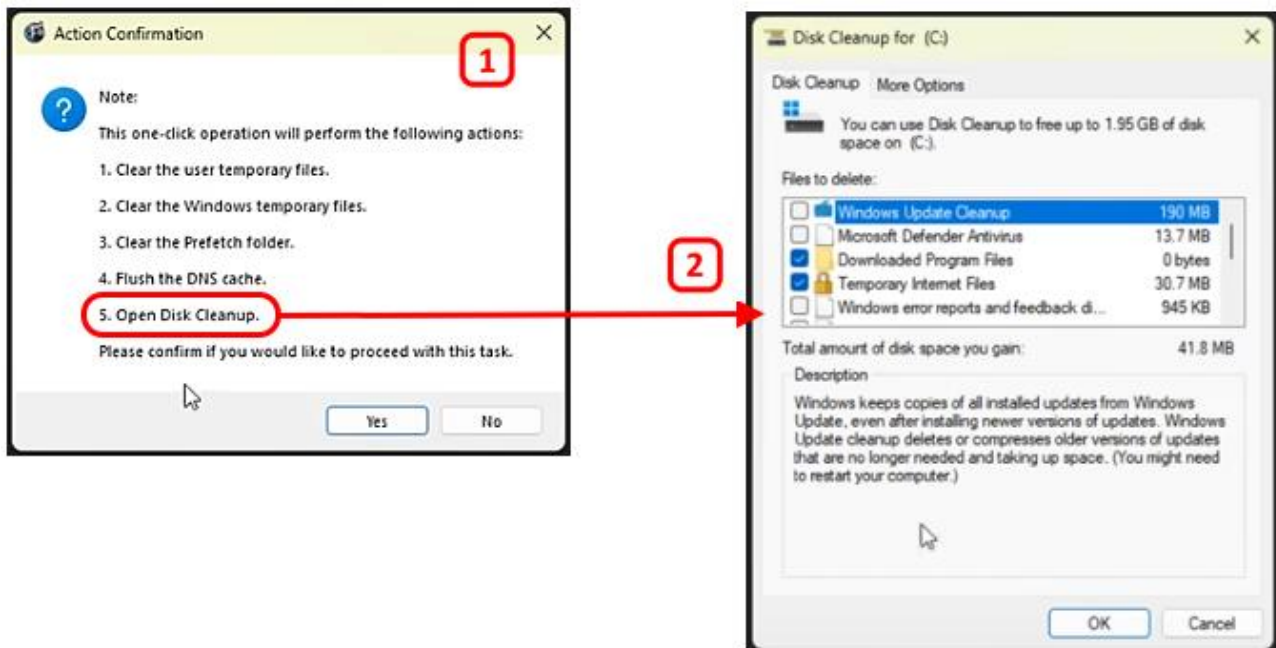 Action Confirmation
1
Note:
This one-click operation will perform the following actions:
1. Clear the user temporary files.
2. Clear the Windows temporary files.
3. Clear the Prefetch folder.
4. Flush the DNS cache.
5. Open Disk Cleanup.
Please confirm if you would like to proceed with this task.
Yes No
2
Disk Cleanup for (C:)
Disk Cleanup More Options
You can use Disk Cleanup to free up to 1.95 GB of disk
space on (C:).
Files to delete:
Windows Update Cleanup 190 MB
Microsoft Defender Antivirus 13.7 MB
Downloaded Program Files 0 bytes
Temporary Internet Files 30.7 MB
Windows error reports and feedback di... 945 KB
Total amount of disk space you gain: 41.8 MB
Description
Windows keeps copies of all installed updates from Windows
Update, even after installing newer versions of updates. Windows
Update cleanup deletes or compresses older versions of updates
that are no longer needed and taking up space. (You might need
to restart your computer.)
OK Cancel